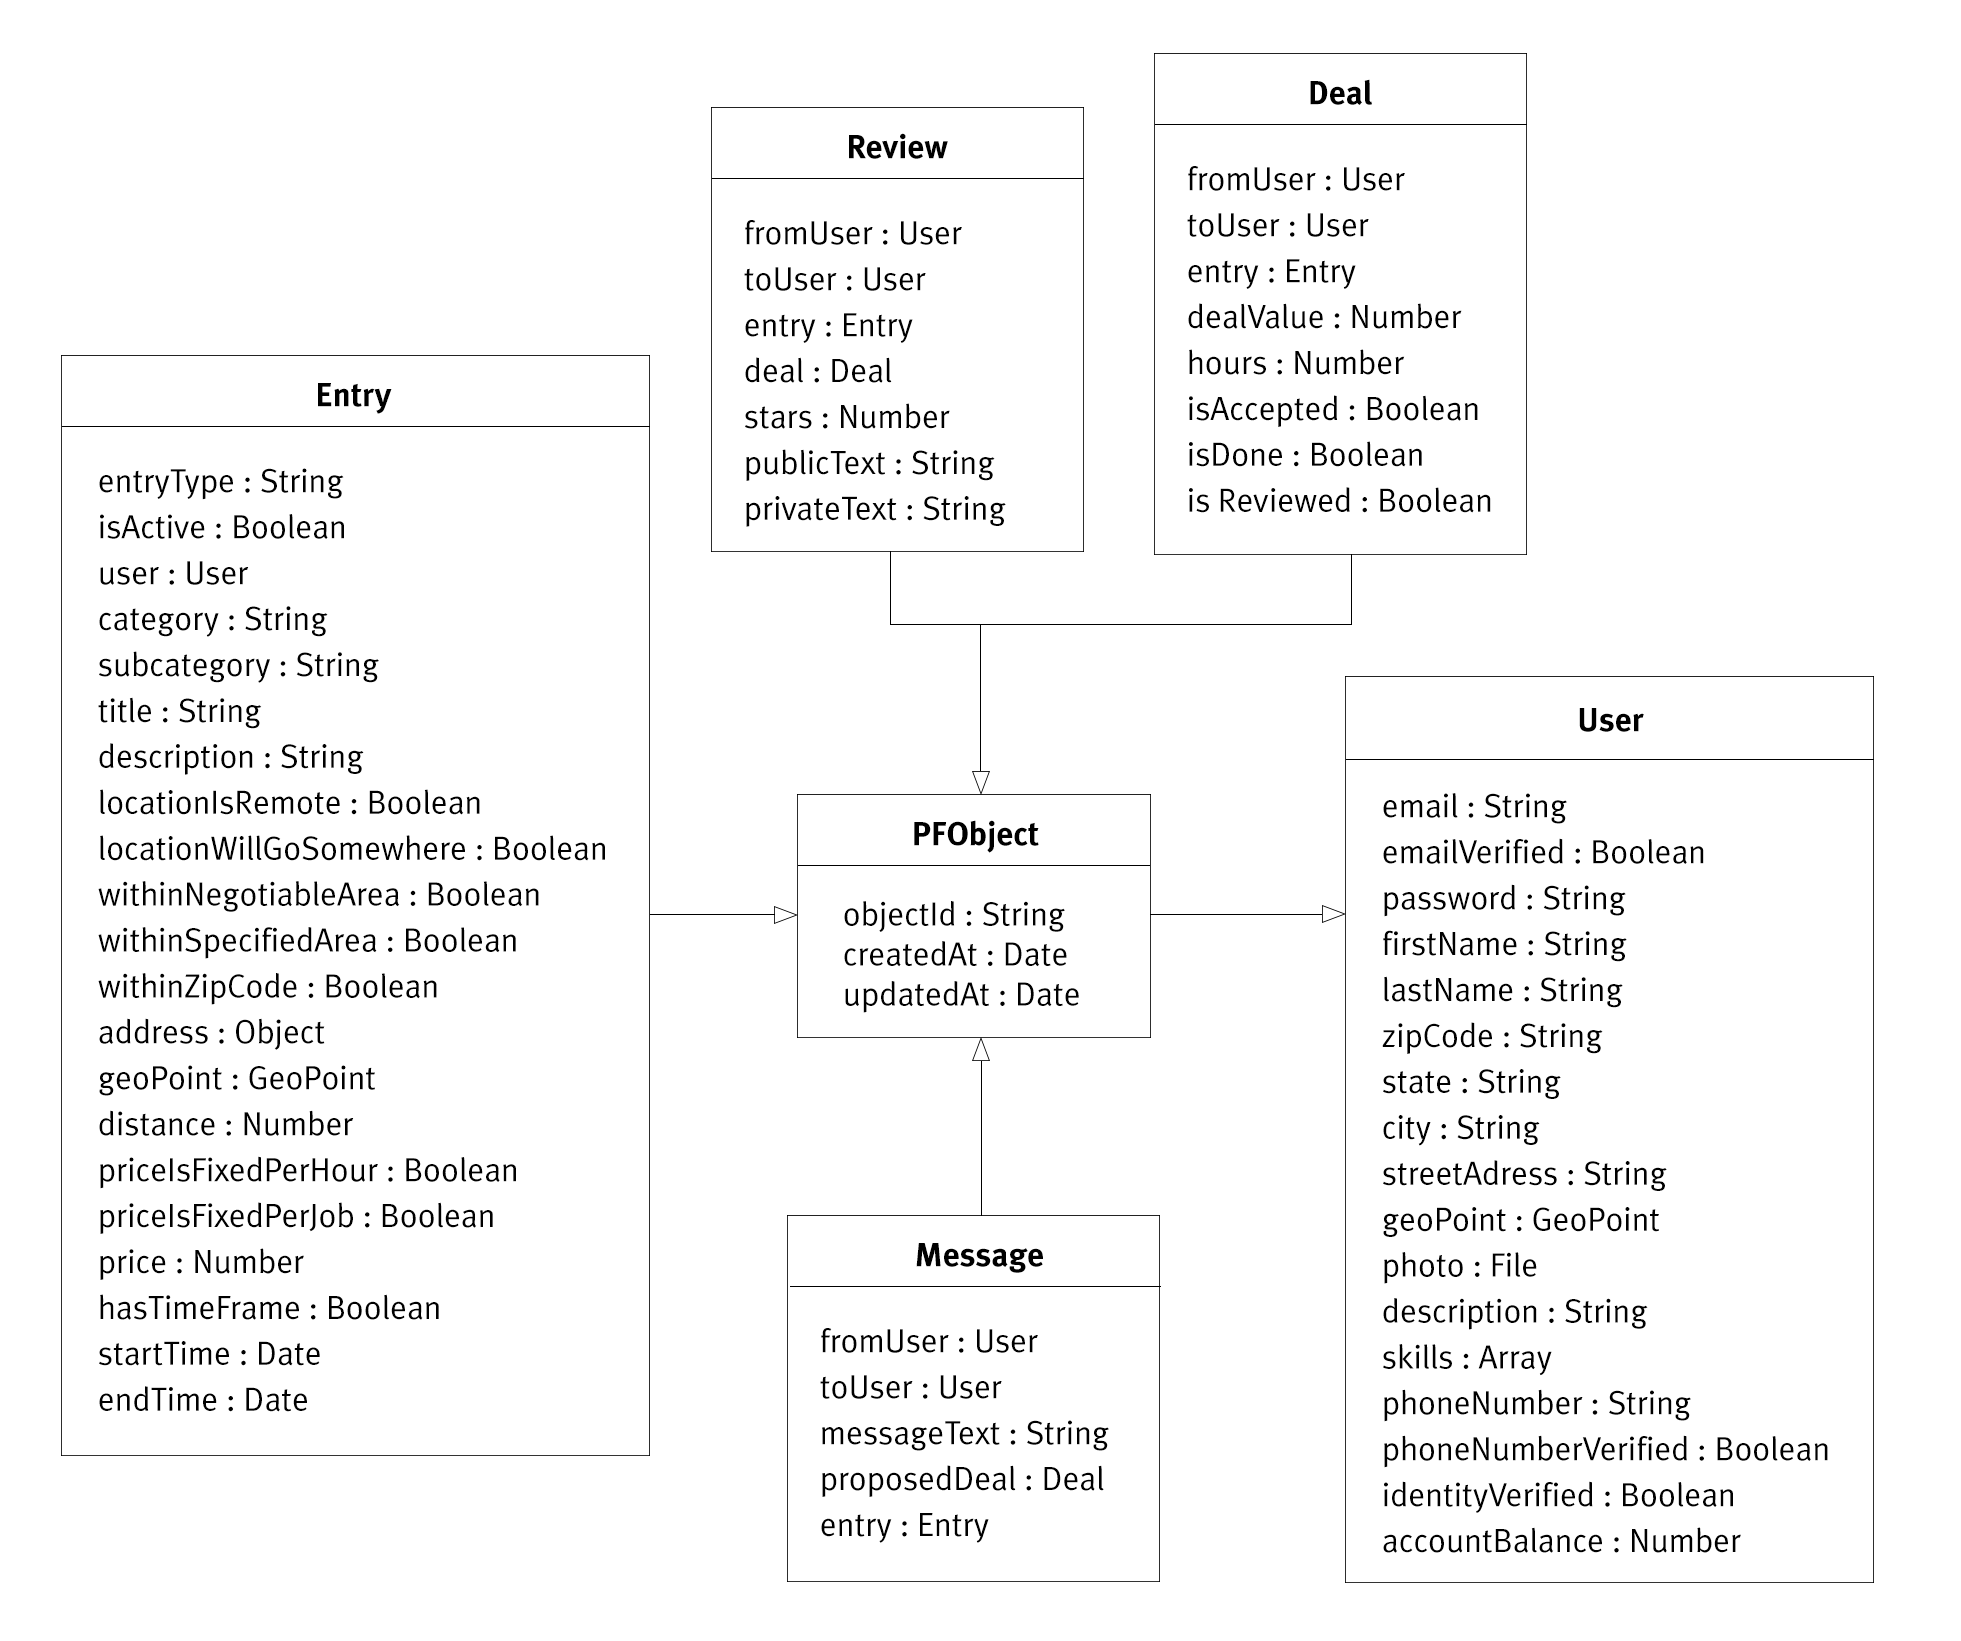 Deal
fromUser : User
toUser : User
entry : Entry
dealValue : Number
hours : Number
isAccepted : Boolean
isDone : Boolean
is Reviewed : Boolean
Review
fromUser : User
toUser : User
entry : Entry
deal : Deal
stars : Number
publicText : String
privateText : String
Entry
entryType : String
isActive : Boolean
user : User
category : String
subcategory : String
title : String
description : String
locationIsRemote : Boolean
locationWillGoSomewhere : Boolean
withinNegotiableArea : Boolean
withinSpecifiedArea : Boolean
withinZipCode : Boolean
address : Object
geoPoint : GeoPoint
distance : Number
priceIsFixedPerHour : Boolean
priceIsFixedPerJob : Boolean
price : Number
hasTimeFrame : Boolean
startTime : Date
endTime : Date
PFObject
objectId : String
createdAt : Date
updatedAt : Date
User
email : String
emailVerified : Boolean
password : String
firstName : String
lastName : String
zipCode : String
state : String
city : String
streetAdress : String
geoPoint : GeoPoint
photo : File
description : String
skills : Array
phoneNumber : String
phoneNumberVerified : Boolean
identityVerified : Boolean
accountBalance : Number
Message
fromUser : User
toUser : User
messageText : String
proposedDeal : Deal
entry : Entry